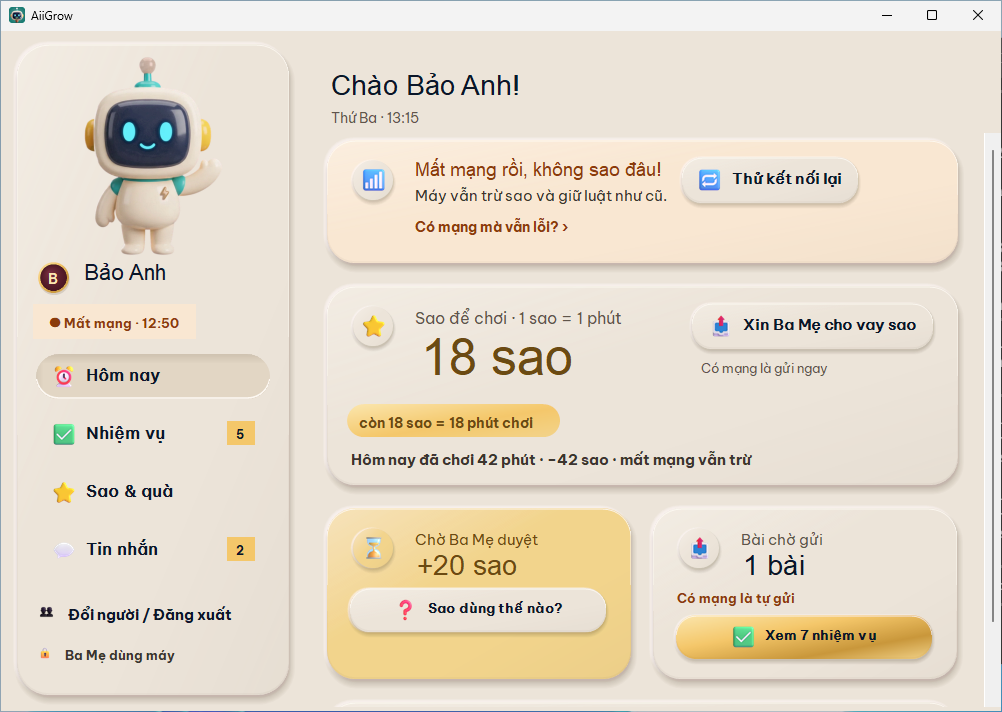 AiiGrow
Bảo Anh
B
Mất mạng · 12:50
Hôm nay
Nhiệm vụ
5
Sao & quà
Tin nhắn
2
Đổi người / Đăng xuất
Ba Mẹ dùng máy
Chào Bảo Anh!
Thứ Ba · 13:15
Mất mạng rồi, không sao đâu!
Máy vẫn trừ sao và giữ luật như cũ.
Có mạng mà vẫn lỗi? ›
Thử kết nối lại
Sao để chơi · 1 sao = 1 phút
18 sao
Xin Ba Mẹ cho vay sao
Có mạng là gửi ngay
còn 18 sao = 18 phút chơi
Hôm nay đã chơi 42 phút · −42 sao · mất mạng vẫn trừ
Chờ Ba Mẹ duyệt
+20 sao
Sao dùng thế nào?
Bài chờ gửi
1 bài
Có mạng là tự gửi
Xem 7 nhiệm vụ